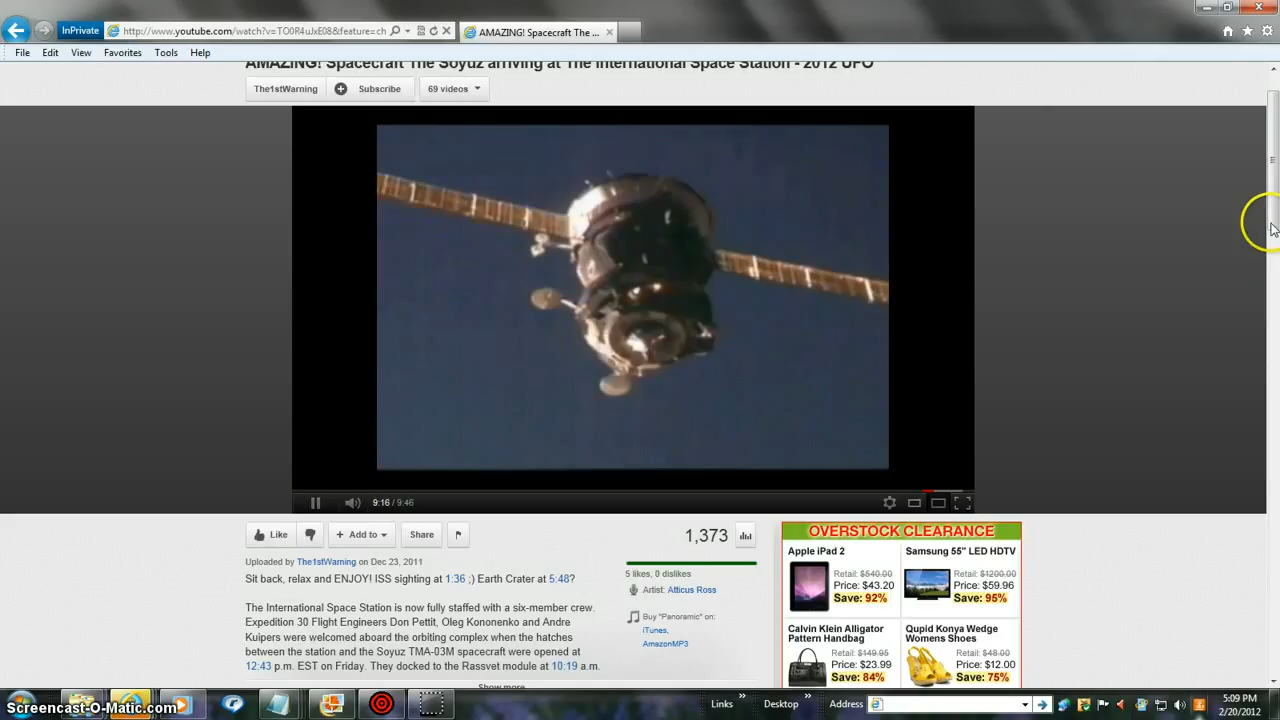 InPrivate
http://www.youtube.com/watch?v=TO0R4uJxE08&feature=ch
AMAZING! Spacecraft The ...
File Edit View Favorites Tools Help
AMAZING! Spacecraft The Soyuz arriving at The International Space Station - 2012 UFO
The1stWarning Subscribe 69 videos
9:16 / 9:46
Like Add to Share 1,373
Uploaded by The1stWarning on Dec 23, 2011
Sit back, relax and ENJOY! ISS sighting at 1:36 ;) Earth Crater at 5:48?
The International Space Station is now fully staffed with a six-member crew.
Expedition 30 Flight Engineers Don Pettit, Oleg Kononenko and Andre
Kuipers were welcomed aboard the orbiting complex when the hatches
between the station and the Soyuz TMA-03M spacecraft were opened at
12:43 p.m. EST on Friday. They docked to the Rassvet module at 10:19 a.m.
Show more
5 likes, 0 dislikes
Artist: Atticus Ross
Buy "Panoramic" on:
iTunes,
AmazonMP3
OVERSTOCK CLEARANCE
Apple iPad 2
Retail: $540.00
Price: $43.20
Save: 92%
Samsung 55" LED HDTV
Retail: $1200.00
Price: $59.96
Save: 95%
Calvin Klein Alligator
Pattern Handbag
Retail: $149.95
Price: $23.99
Save: 84%
Qupid Konya Wedge
Womens Shoes
Retail: $48.00
Price: $12.00
Save: 75%
Screencast-O-Matic.com
Links Desktop Address
5:09 PM
2/20/2012